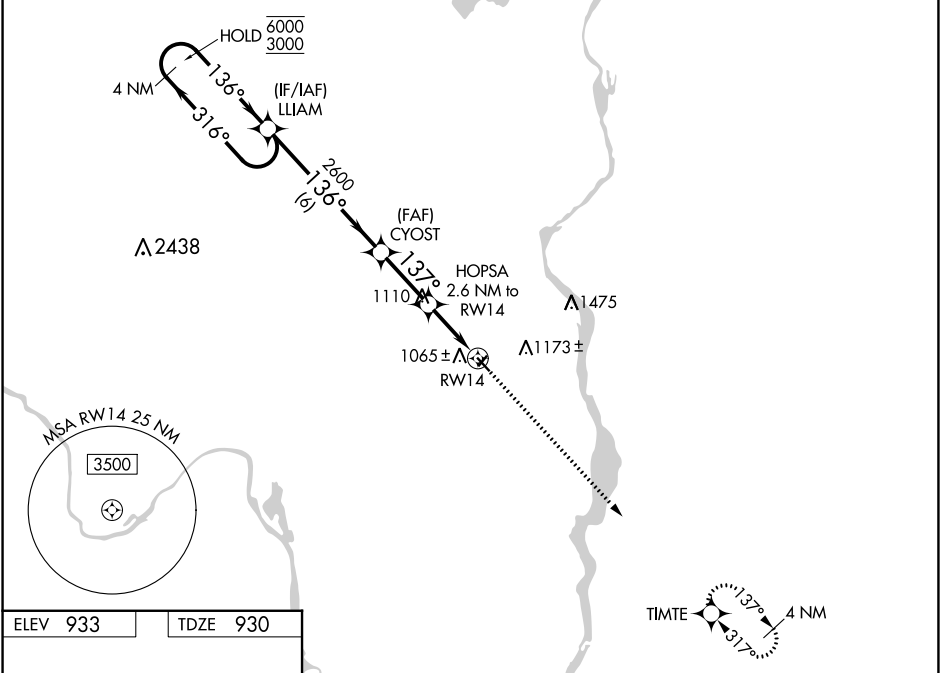 HOLD 6000
3000
4 NM
136°
316°
(IF/IAF)
LLIAM
2600
136°
(6)
2438
(FAF)
CYOST
137°
HOPSA
2.6 NM to
RW14
1110
1475
1065 ±
1173 ±
RW14
MSA RW14 25 NM
3500
TIMTE
137°
317°
4 NM
ELEV 933
TDZE 930